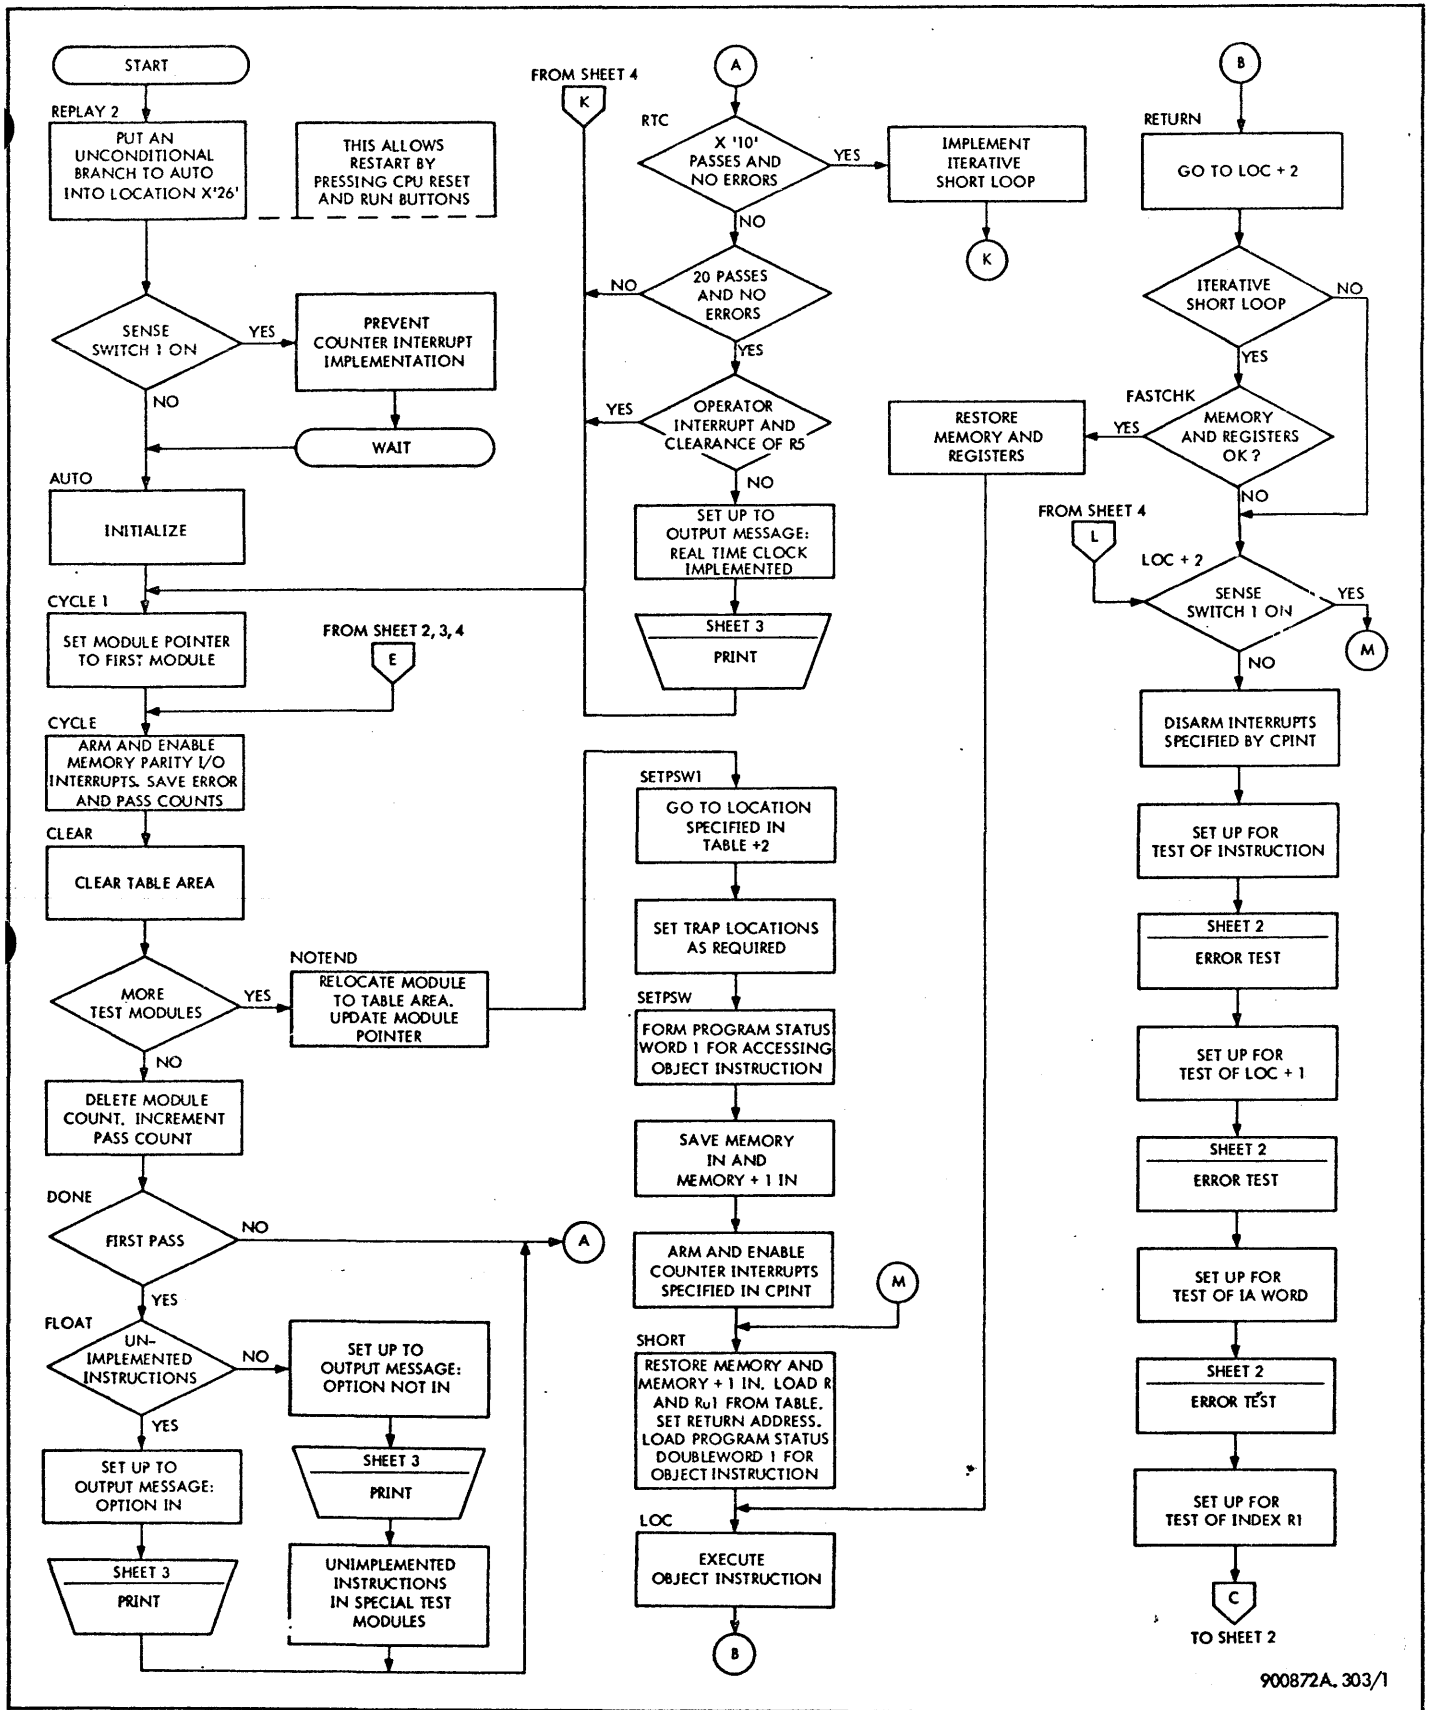 START
REPLAY 2
PUT AN
UNCONDITIONAL
BRANCH TO AUTO
INTO LOCATION X'26'
THIS ALLOWS
RESTART BY
PRESSING CPU RESET
AND RUN BUTTONS
SENSE
SWITCH 1 ON
YES
NO
PREVENT
COUNTER INTERRUPT
IMPLEMENTATION
WAIT
AUTO
INITIALIZE
CYCLE 1
SET MODULE POINTER
TO FIRST MODULE
FROM SHEET 2, 3, 4
E
CYCLE
ARM AND ENABLE
MEMORY PARITY I/O
INTERRUPTS. SAVE ERROR
AND PASS COUNTS
CLEAR
CLEAR TABLE AREA
MORE
TEST MODULES
YES
NO
NOTEND
RELOCATE MODULE
TO TABLE AREA.
UPDATE MODULE
POINTER
DELETE MODULE
COUNT. INCREMENT
PASS COUNT
DONE
FIRST PASS
NO
A
YES
FLOAT
UN-
IMPLEMENTED
INSTRUCTIONS
NO
YES
SET UP TO
OUTPUT MESSAGE:
OPTION NOT IN
SHEET 3
PRINT
UNIMPLEMENTED
INSTRUCTIONS
IN SPECIAL TEST
MODULES
SET UP TO
OUTPUT MESSAGE:
OPTION IN
SHEET 3
PRINT
FROM SHEET 4
K
A
RTC
X '10'
PASSES AND
NO ERRORS
YES
NO
IMPLEMENT
ITERATIVE
SHORT LOOP
K
20 PASSES
AND NO
ERRORS
NO
YES
OPERATOR
INTERRUPT AND
CLEARANCE OF R5
YES
NO
SET UP TO
OUTPUT MESSAGE:
REAL TIME CLOCK
IMPLEMENTED
SHEET 3
PRINT
SETPSW1
GO TO LOCATION
SPECIFIED IN
TABLE +2
SET TRAP LOCATIONS
AS REQUIRED
SETPSW
FORM PROGRAM STATUS
WORD 1 FOR ACCESSING
OBJECT INSTRUCTION
SAVE MEMORY
IN AND
MEMORY + 1 IN
ARM AND ENABLE
COUNTER INTERRUPTS
SPECIFIED IN CPINT
M
SHORT
RESTORE MEMORY AND
MEMORY + 1 IN. LOAD R
AND Ru1 FROM TABLE.
SET RETURN ADDRESS.
LOAD PROGRAM STATUS
DOUBLEWORD 1 FOR
OBJECT INSTRUCTION
LOC
EXECUTE
OBJECT INSTRUCTION
B
B
RETURN
GO TO LOC + 2
ITERATIVE
SHORT LOOP
NO
YES
FASTCHK
MEMORY
AND REGISTERS
OK?
YES
NO
RESTORE
MEMORY AND
REGISTERS
FROM SHEET 4
L
LOC + 2
SENSE
SWITCH 1 ON
YES
M
NO
DISARM INTERRUPTS
SPECIFIED BY CPINT
SET UP FOR
TEST OF INSTRUCTION
SHEET 2
ERROR TEST
SET UP FOR
TEST OF LOC + 1
SHEET 2
ERROR TEST
SET UP FOR
TEST OF IA WORD
SHEET 2
ERROR TEST
SET UP FOR
TEST OF INDEX R1
C
TO SHEET 2
900872A. 303/1